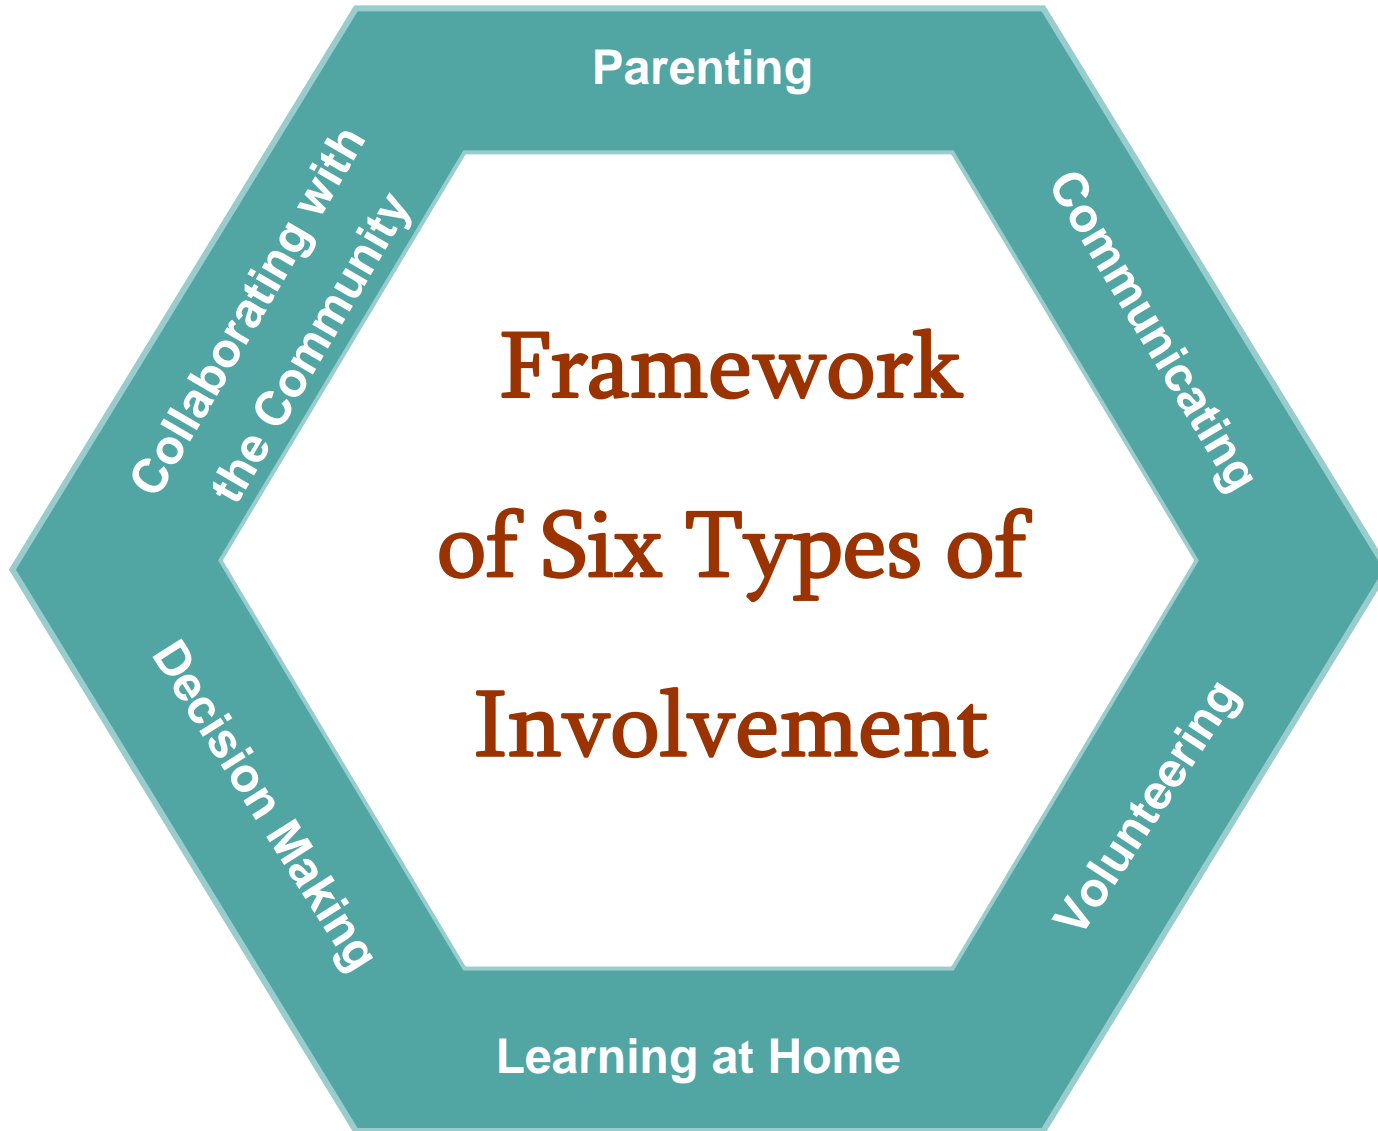 Parenting
Communicating
Volunteering
Learning at Home
Decision Making
Collaborating with
the Community
Framework
of Six Types of
Involvement